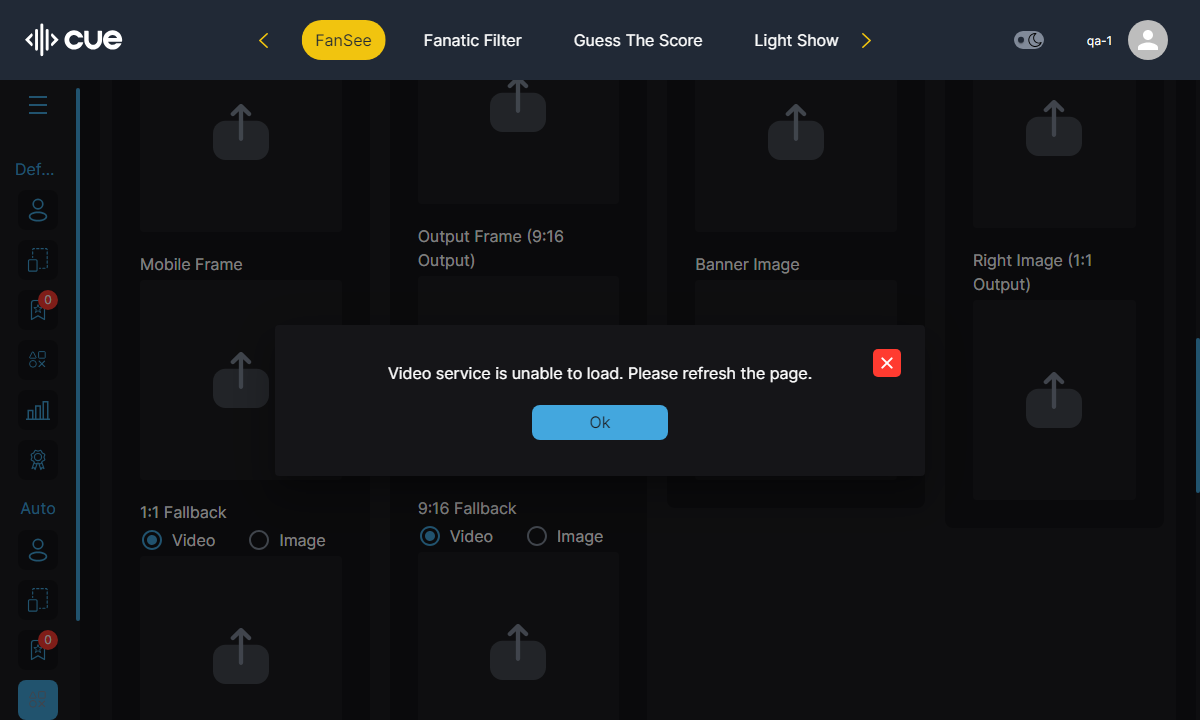 cue
FanSee
Fanatic Filter
Guess The Score
Light Show
qa-1
Def...
0
Auto
0
Mobile Frame
Output Frame (9:16
Output)
Banner Image
Right Image (1:1
Output)
Video service is unable to load. Please refresh the page.
Ok
1:1 Fallback
Video
Image
9:16 Fallback
Video
Image